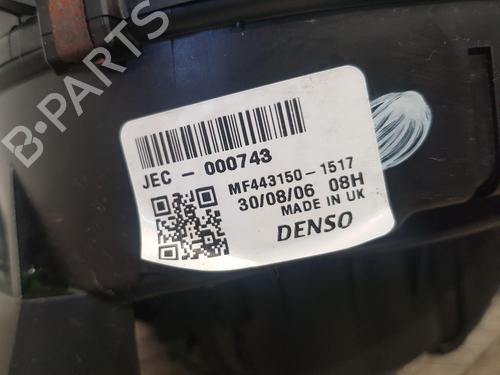 B-PARTS
JEC - 000743
MF443150-1517
30/08/06 08H
MADE IN UK
DENSO